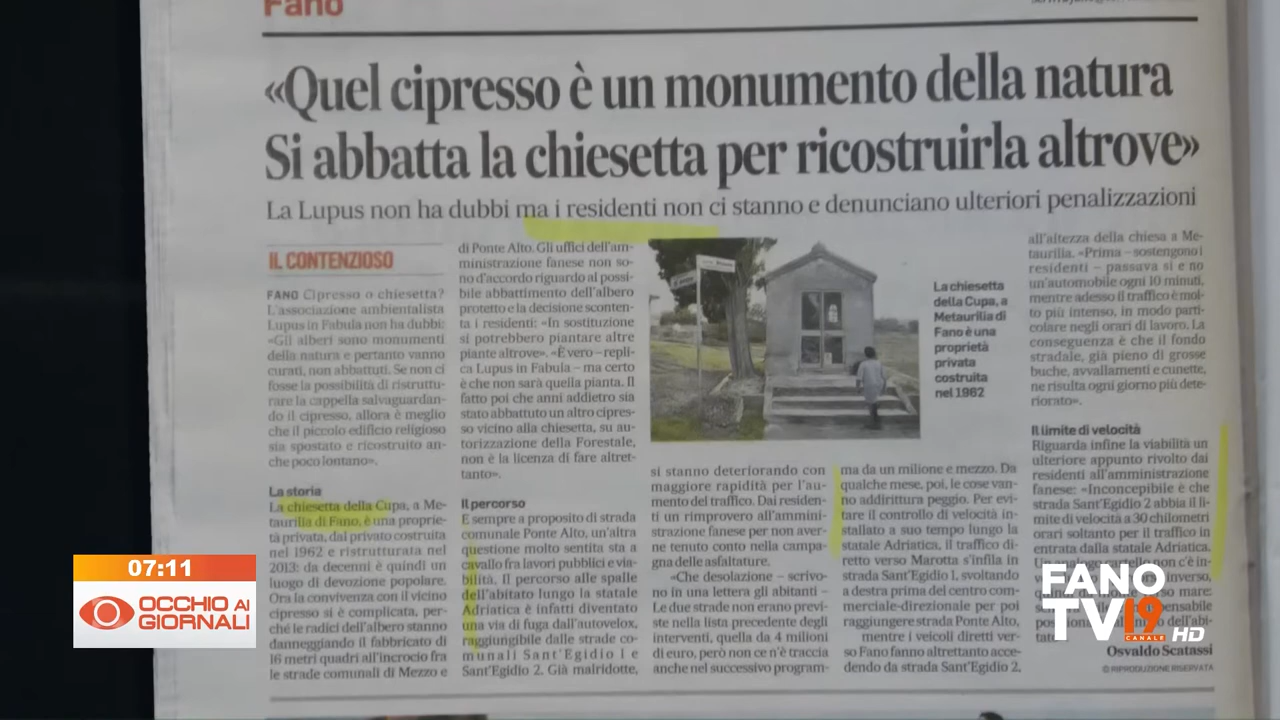 Fano
«Quel cipresso è un monumento della natura
Si abbatta la chiesetta per ricostruirla altrove»
La Lupus non ha dubbi ma i residenti non ci stanno e denunciano ulteriori penalizzazioni
IL CONTENZIOSO
FANO Cipresso o chiesetta?
L'associazione ambientalista
Lupus in Fabula non ha dubbi:
«Gli alberi sono monumenti
della natura e pertanto vanno
curati, non abbattuti. Se non ci
fosse la possibilità di ristruttu-
rare la cappella salvaguardan-
do il cipresso, allora è meglio
che il piccolo edificio religioso
sia spostato e ricostruito an-
che poco lontano».
La storia
La chiesetta della Cupa, a Me-
taurilia di Fano, è una proprie-
tà privata, dal privato costruita
nel 1962 e ristrutturata nel
2013: da decenni è quindi un
luogo di devozione popolare.
Ora la convivenza con il vicino
cipresso si è complicata, per-
ché le radici dell'albero stanno
danneggiando il fabbricato di
16 metri quadri all'incrocio fra
le strade comunali di Mezzo e
di Ponte Alto. Gli uffici dell'am-
ministrazione fanese non so-
no d'accordo riguardo al possi-
bile abbattimento dell'albero
protetto e la decisione sconten-
ta i residenti: «In sostituzione
si potrebbero piantare altre
piante altrove». «È vero – repli-
ca Lupus in Fabula – ma certo
è che non sarà quella pianta. Il
fatto poi che anni addietro sia
stato abbattuto un altro cipres-
so vicino alla chiesetta, su au-
torizzazione della Forestale,
non è la licenza di fare altret-
tanto».
Il percorso
E sempre a proposito di strada
comunale Ponte Alto, un'altra
questione molto sentita sta a
cavallo fra lavori pubblici e via-
bilità. Il percorso alle spalle
dell'abitato lungo la statale
Adriatica è infatti diventato
una via di fuga dall'autovelox,
raggiungibile dalle strade co-
munali Sant'Egidio 1 e
Sant'Egidio 2. Già malridotte,
si stanno deteriorando con
maggiore rapidità per l'au-
mento del traffico. Dai residen-
ti un rimprovero all'ammini-
strazione fanese per non aver-
ne tenuto conto nella campa-
gna delle asfaltature.
«Che desolazione – scrivo-
no in una lettera gli abitanti –
Le due strade non erano previ-
ste nella lista precedente degli
interventi, quella da 4 milioni
di euro, però non ce n'è traccia
anche nel successivo program-
La chiesetta
della Cupa, a
Metaurilia di
Fano è una
proprietà
privata
costruita
nel 1962
ma da un milione e mezzo. Da
qualche mese, poi, le cose van-
no addirittura peggio. Per evi-
tare il controllo di velocità in-
stallato a suo tempo lungo la
statale Adriatica, il traffico di-
retto verso Marotta s'infila in
strada Sant'Egidio 1, svoltando
a destra prima del centro com-
merciale-direzionale per poi
raggiungere strada Ponte Alto,
mentre i veicoli diretti ver-
so Fano fanno altrettanto acce-
dendo da strada Sant'Egidio 2,
all'altezza della chiesa a Me-
taurilia. «Prima – sostengono i
residenti – passava sì e no
un'automobile ogni 10 minuti,
mentre adesso il traffico è mol-
to più intenso, in modo parti-
colare negli orari di lavoro. La
conseguenza è che il fondo
stradale, già pieno di grosse
buche, avvallamenti e cunette,
ne risulta ogni giorno più dete-
riorato».
Il limite di velocità
Riguarda infine la viabilità un
ulteriore appunto rivolto dai
residenti all'amministrazione
fanese: «Inconcepibile è che
strada Sant'Egidio 2 abbia il li-
mite di velocità a 30 chilometri
orari soltanto per il traffico in
entrata dalla statale Adriatica.
Osvaldo Scatassi
© RIPRODUZIONE RISERVATA
07:11
OCCHIO AI
GIORNALI
FANO
TV 19
CANALE
HD